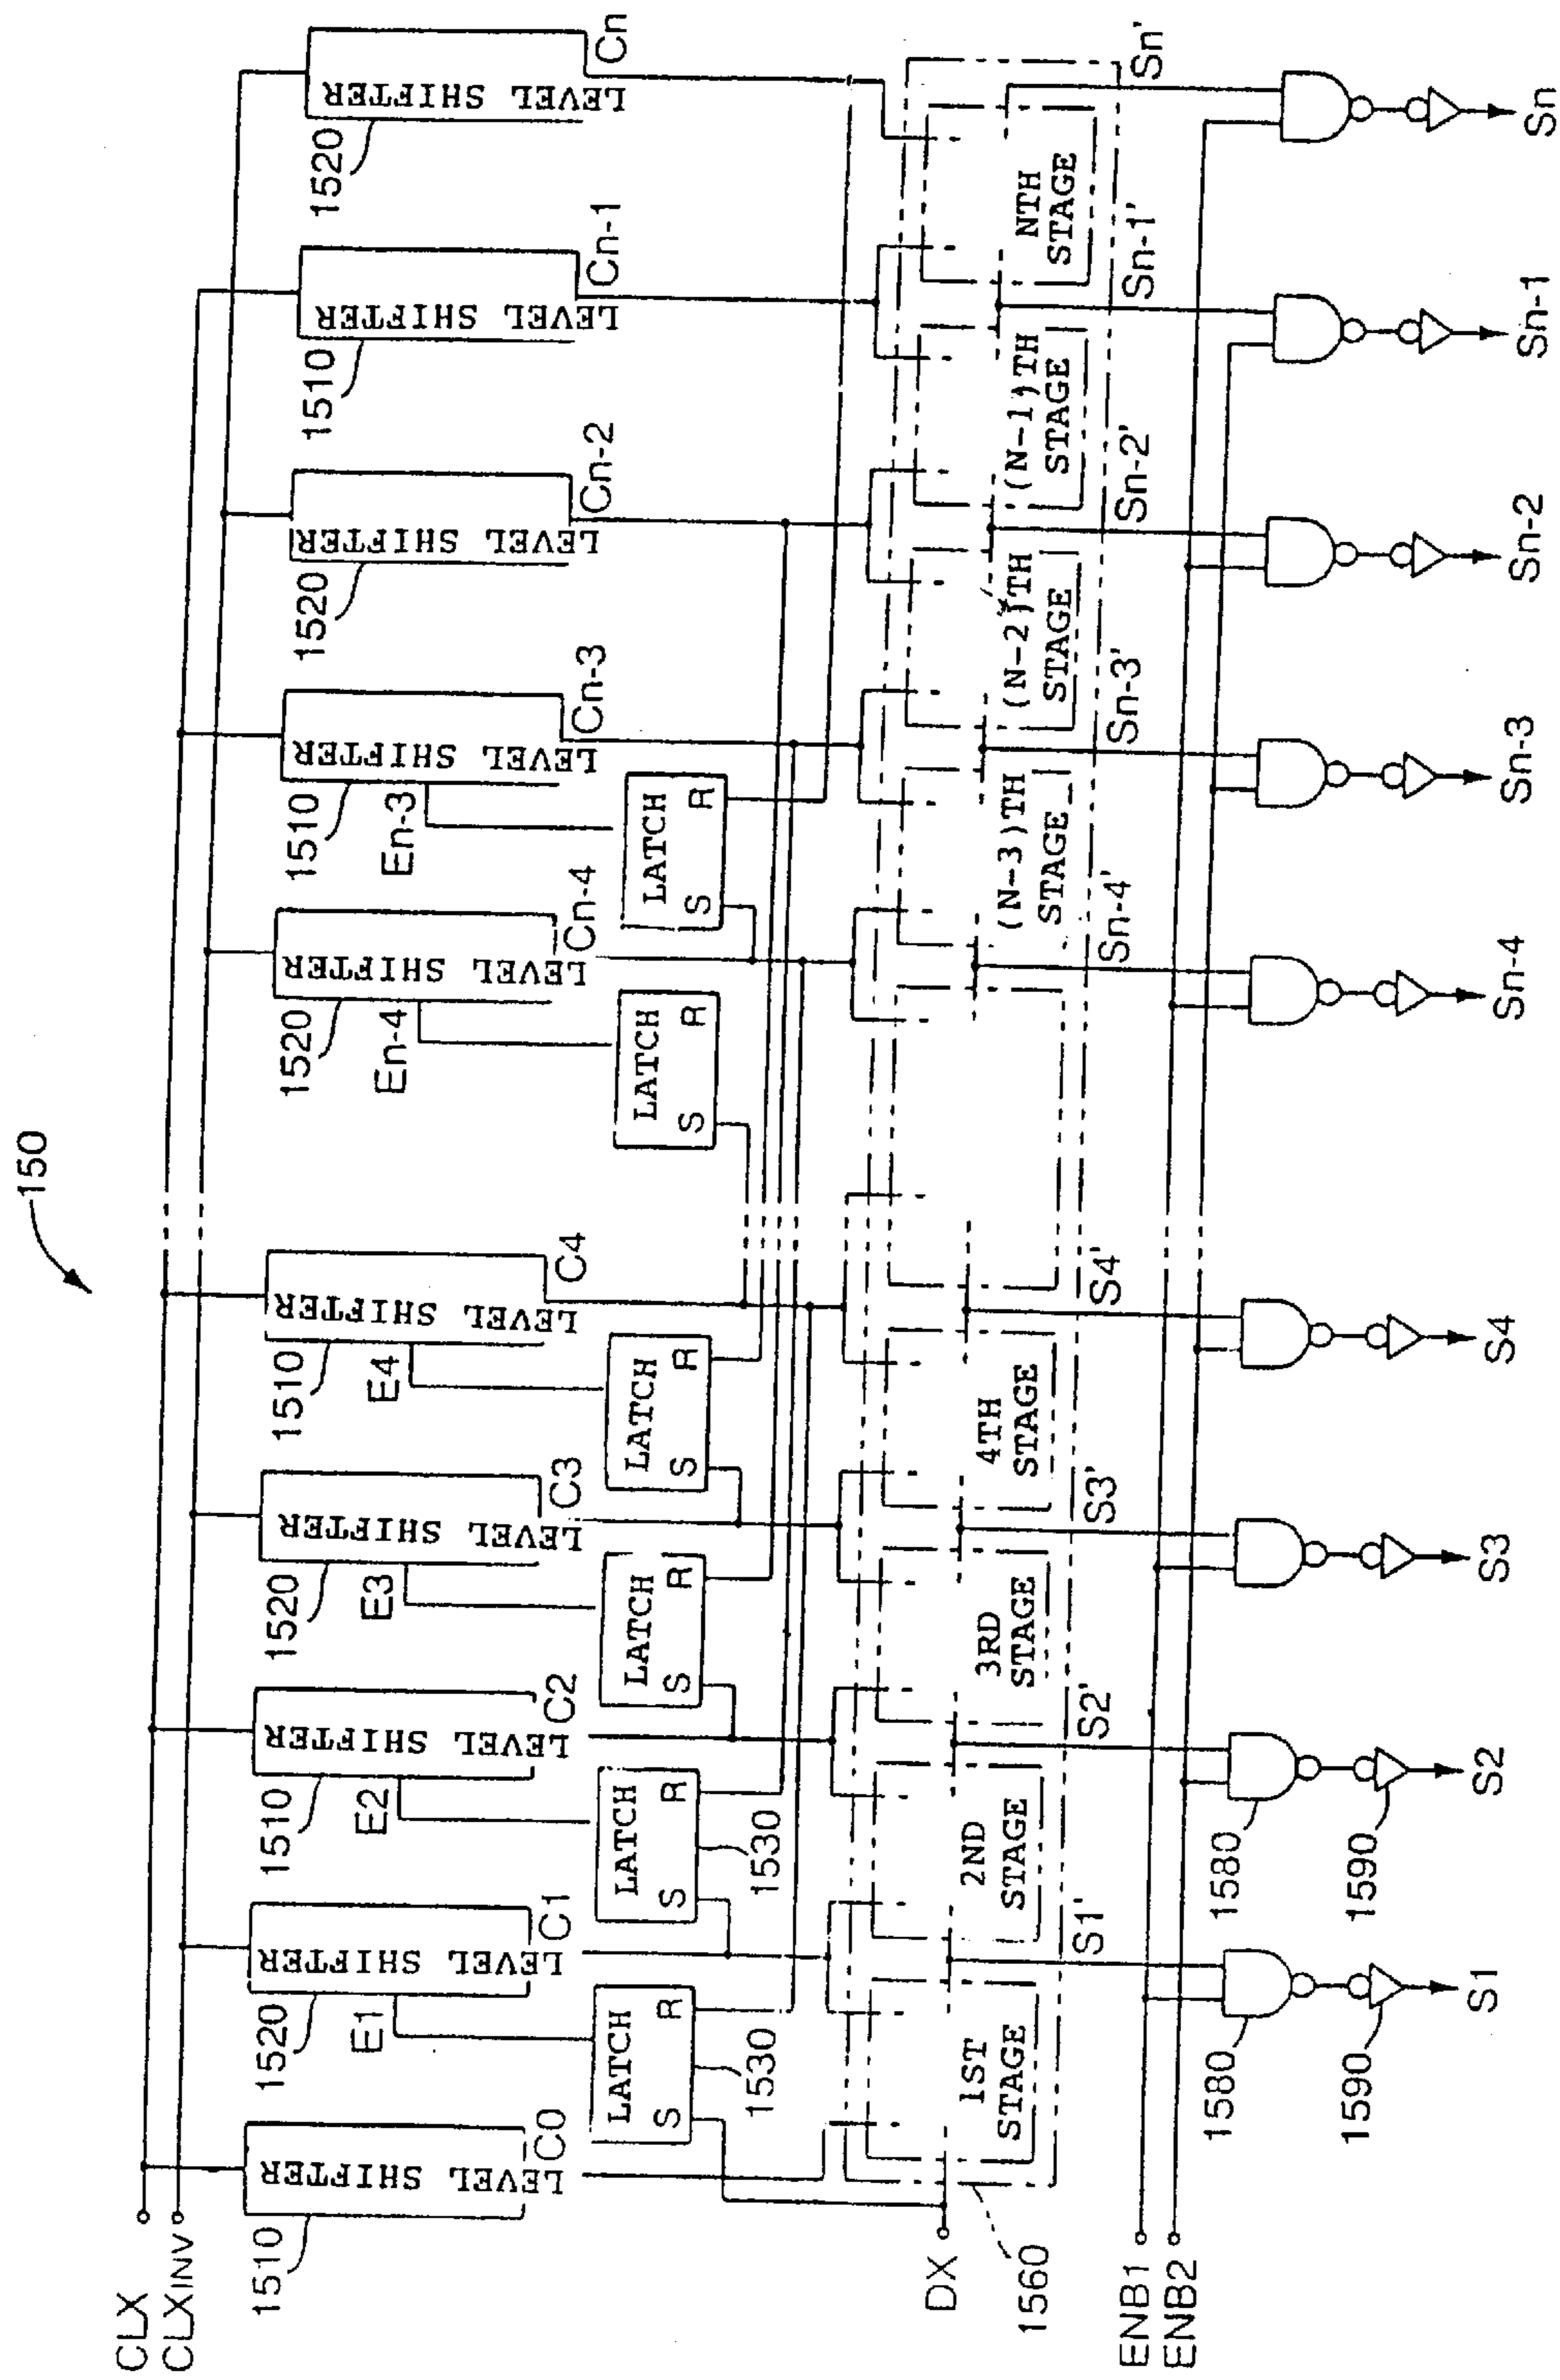 150
CLX
CLXINV
1510
1520
1510
1520
1510
1520
1510
1520
1510
1520
LEVEL SHIFTER
LEVEL SHIFTER
LEVEL SHIFTER
LEVEL SHIFTER
LEVEL SHIFTER
LEVEL SHIFTER
LEVEL SHIFTER
LEVEL SHIFTER
LEVEL SHIFTER
LEVEL SHIFTER
C0
C1
C2
C3
C4
Cn-4
Cn-3
Cn-2
Cn-1
Cn
E1
E2
E3
E4
En-4
En-3
LATCH
S R
LATCH
S R
LATCH
S R
LATCH
S R
LATCH
S R
LATCH
S R
1530
1530
DX
1560
1ST
STAGE
2ND
STAGE
3RD
STAGE
4TH
STAGE
(N-3)TH
STAGE
(N-2)TH
STAGE
(N-1)TH
STAGE
NTH
STAGE
S1'
S2'
S3'
S4'
Sn-4'
Sn-3'
Sn-2'
Sn-1'
Sn'
ENB1
ENB2
1580
1580
1590
1590
S1
S2
S3
S4
Sn-4
Sn-3
Sn-2
Sn-1
Sn